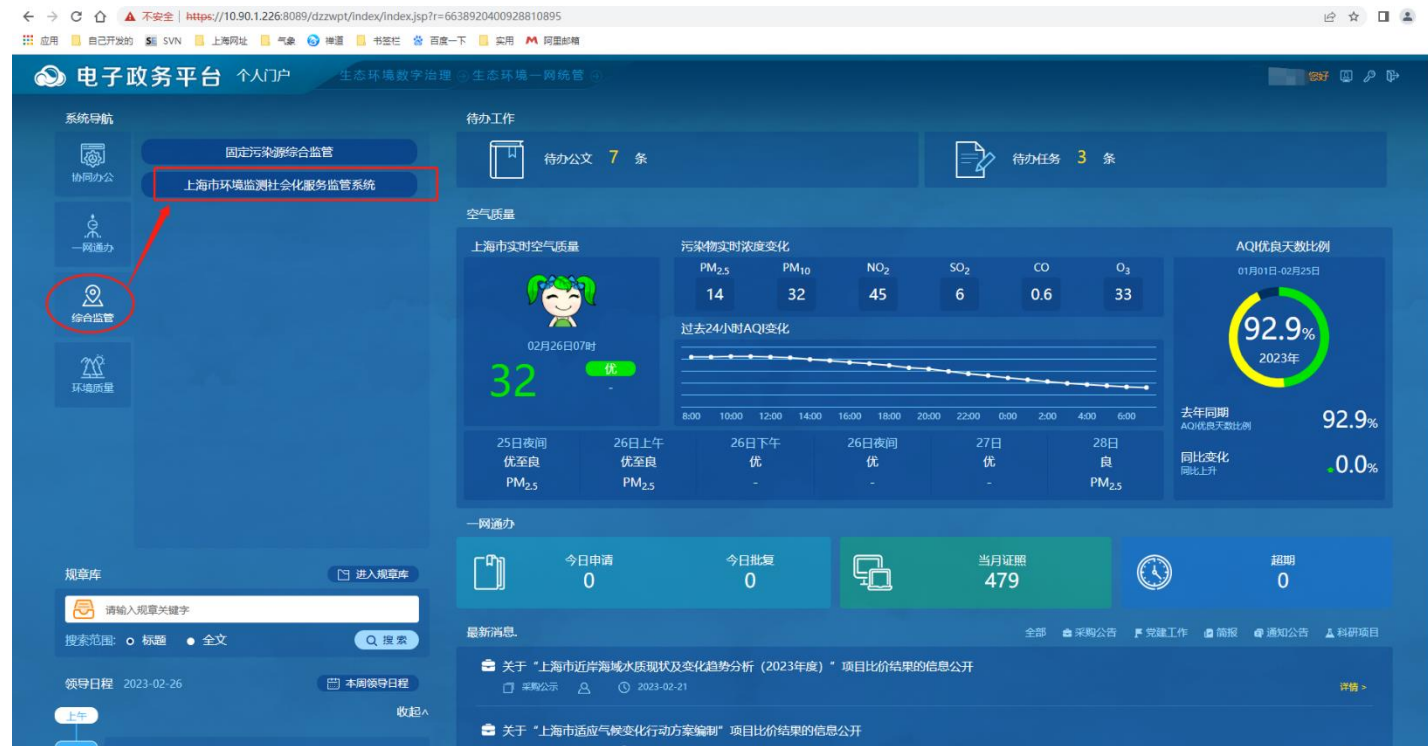 不安全 | https://10.90.1.226:8089/dzzwpt/index/index.jsp?r=6638920400928810895
应用 自己开发的 SVN 上海网址 气象 禅道 书签栏 百度一下 实用 阿里邮箱
电子政务平台 个人门户 生态环境数字治理 生态环境一网统管 您好
系统导航
协同办公
一网通办
综合监管
环境质量
固定污染源综合监管
上海市环境监测社会化服务监管系统
待办工作
待办公文 7 条
待办任务 3 条
空气质量
上海市实时空气质量
02月26日07时
32 优
-
污染物实时浓度变化
PM2.5 PM10 NO2 SO2 CO O3
14 32 45 6 0.6 33
过去24小时AQI变化
8:00 10:00 12:00 14:00 16:00 18:00 20:00 22:00 0:00 2:00 4:00 6:00
25日夜间 26日上午 26日下午 26日夜间 27日 28日
优至良 优至良 优 优 优 良
PM2.5 PM2.5 - - - PM2.5
AQI优良天数比例
01月01日-02月25日
92.9%
2023年
去年同期
AQI优良天数比例
92.9%
同比变化
同比上升
0.0%
一网通办
今日申请 今日批复 当月证照 超期
0 0 479 0
规章库 进入规章库
请输入规章关键字
搜索范围: 标题 全文 搜索
领导日程 2023-02-26 本周领导日程
上午 收起
最新消息. 全部 采购公告 党建工作 简报 通知公告 科研项目
关于“上海市近岸海域水质现状及变化趋势分析（2023年度）”项目比价结果的信息公开
采购公示 2023-02-21 详情 >
关于“上海市适应气候变化行动方案编制”项目比价结果的信息公开